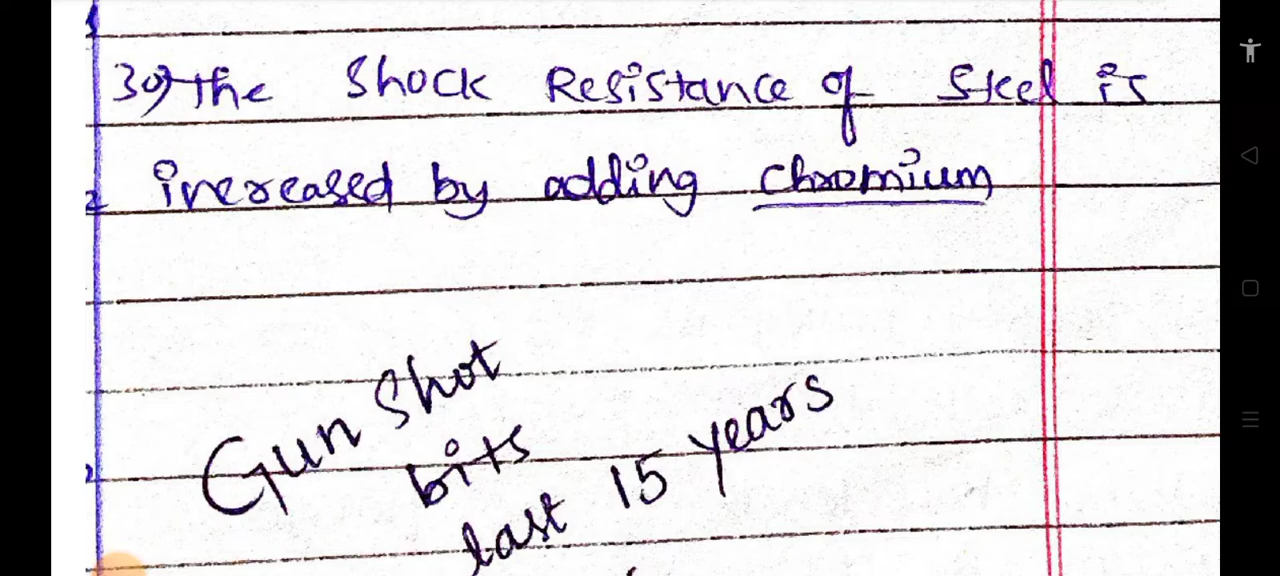 30) The Shock Resistance of Steel is
increased by adding chromium
Gun Shot
bits
last 15 years